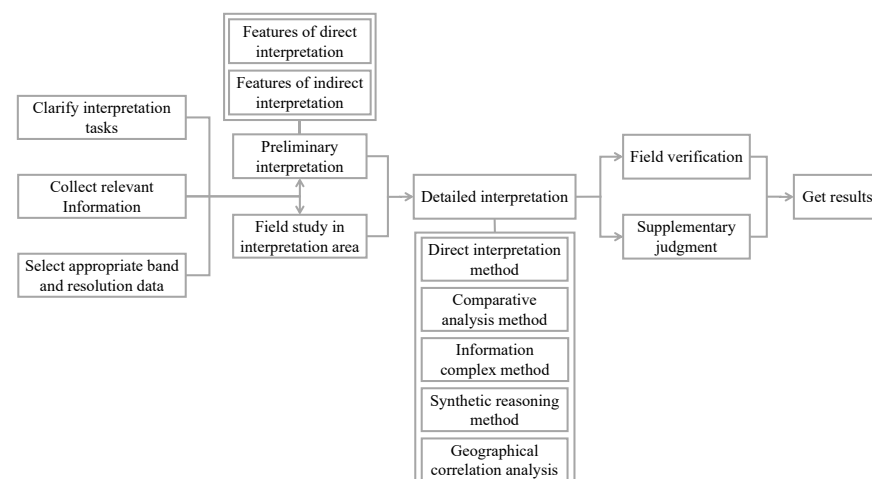 Features of direct
interpretation
Features of indirect
interpretation
Clarify interpretation
tasks
Collect relevant
Information
Select appropriate band
and resolution data
Preliminary
interpretation
Field study in
interpretation area
Detailed interpretation
Direct interpretation
method
Comparative
analysis method
Information
complex method
Synthetic reasoning
method
Geographical
correlation analysis
Field verification
Supplementary
judgment
Get results